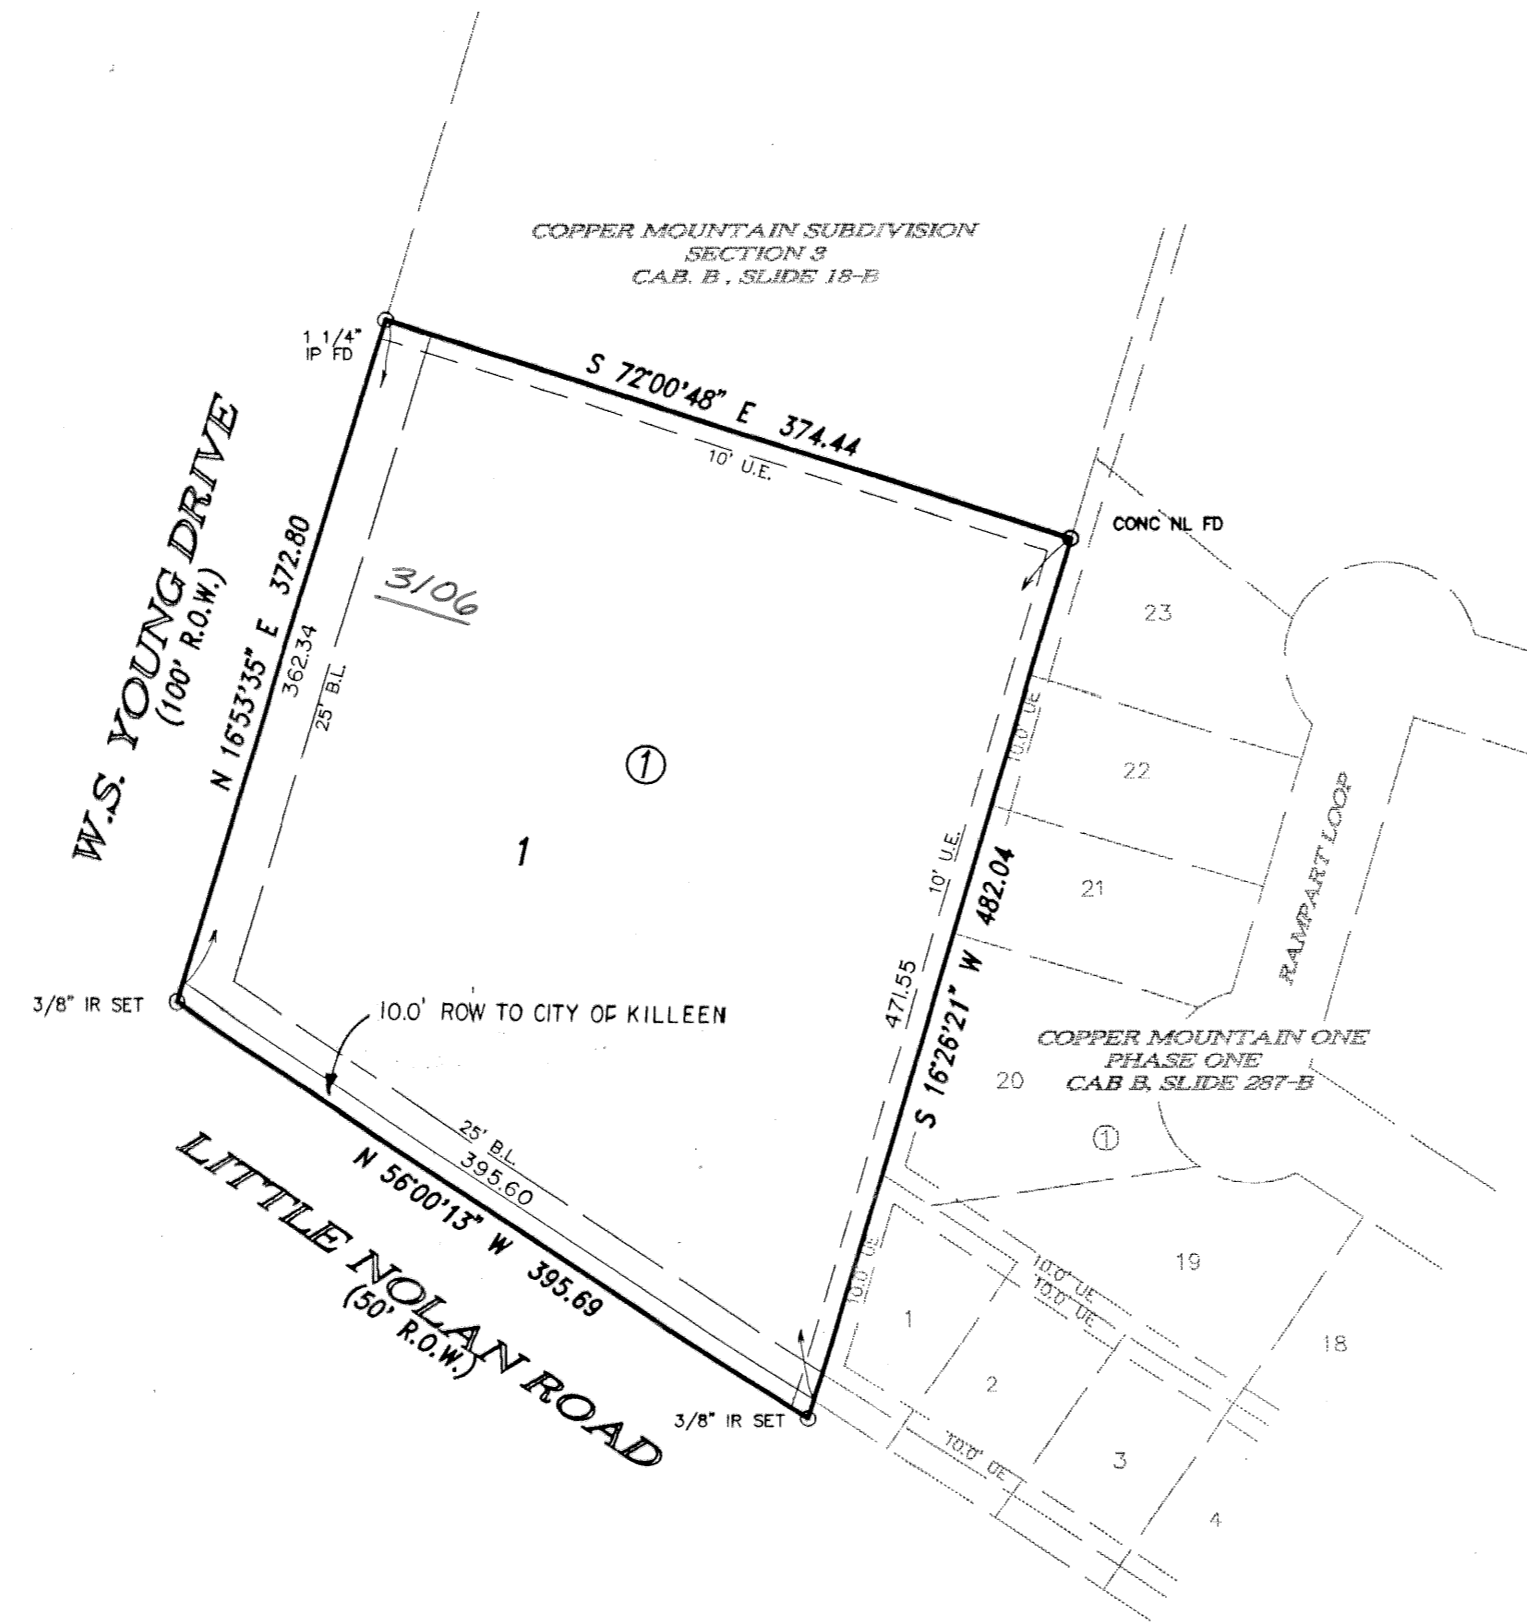 COPPER MOUNTAIN SUBDIVISION
SECTION 3
CAB. B , SLIDE 18-B
1 1/4"
IP FD
S 72°00'48" E 374.44
10' U.E.
CONC NL FD
W.S. YOUNG DRIVE
(100' R.O.W.)
N 16°53'35" E 372.80
362.34
25' B.L.
3106
23
10.0' UE
22
1
1
10' U.E.
21
RAMPART LOOP
S 16°26'21" W 482.04
471.55
3/8" IR SET
10.0' ROW TO CITY OF KILLEEN
COPPER MOUNTAIN ONE
PHASE ONE
CAB B, SLIDE 287-B
20
1
25' B.L.
395.60
N 56°00'13" W 395.69
LITTLE NOLAN ROAD
(50' R.O.W.)
10.0' UE
10.0' UE
10.0' UE
19
18
1
2
3
4
3/8" IR SET
10.0' UE